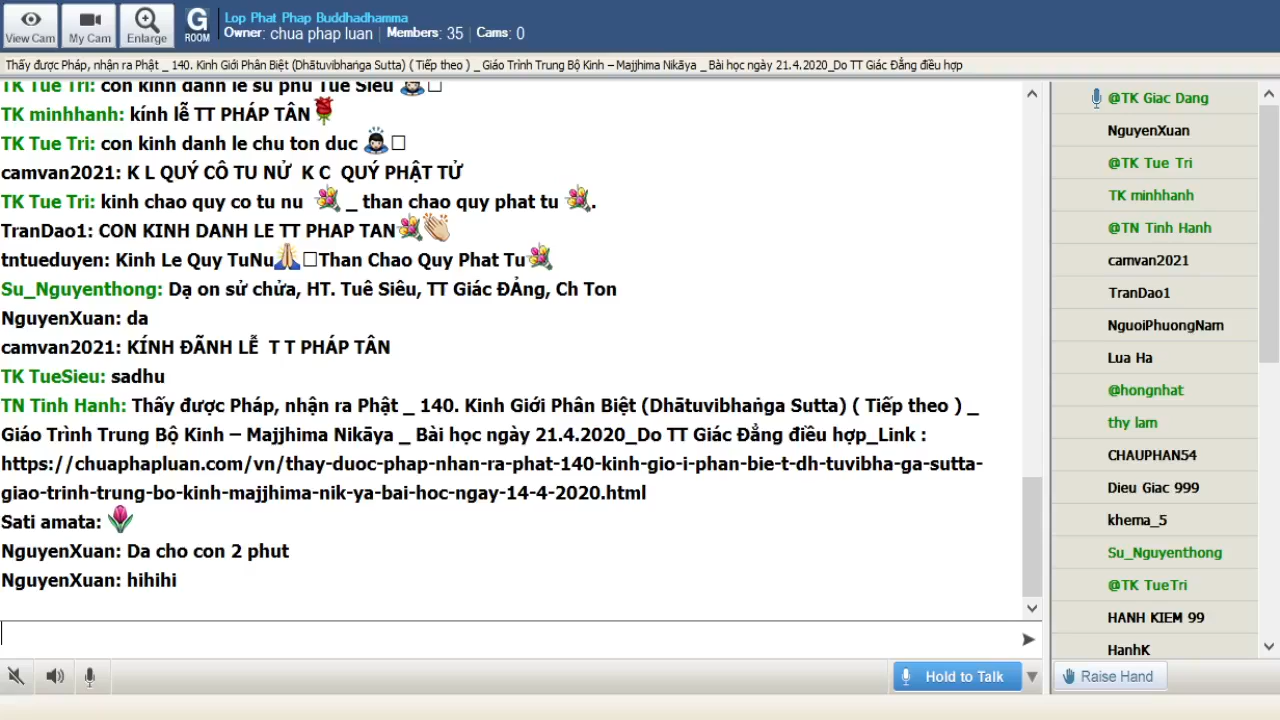 View Cam
My Cam
Enlarge
G
ROOM
Lop Phat Phap Buddhadhamma
Owner: chua phap luan Members: 35 Cams: 0
Thấy được Pháp, nhận ra Phật _ 140. Kinh Giới Phân Biệt (Dhātuvibhaṅga Sutta) ( Tiếp theo ) _ Giáo Trình Trung Bộ Kinh – Majjhima Nikāya _ Bài học ngày 21.4.2020_Do TT Giác Đẳng điều hợp
TK Tue Tri: con kinh danh le su phu Tue Sieu
TK minhhanh: kính lễ TT PHÁP TÂN
TK Tue Tri: con kinh danh le chu ton duc
camvan2021: K L QUÝ CÔ TU NỬ K C QUÝ PHẬT TỬ
TK Tue Tri: kinh chao quy co tu nu _ than chao quy phat tu .
TranDao1: CON KINH DANH LE TT PHAP TAN
tntueduyen: Kinh Le Quy TuNu Than Chao Quy Phat Tu
Su_Nguyenthong: Dạ on sử chửa, HT. Tuê Siêu, TT Giác ĐẢng, Ch Ton
NguyenXuan: da
camvan2021: KÍNH ĐÃNH LỄ T T PHÁP TÂN
TK TueSieu: sadhu
TN Tinh Hanh: Thấy được Pháp, nhận ra Phật _ 140. Kinh Giới Phân Biệt (Dhātuvibhaṅga Sutta) ( Tiếp theo ) _
Giáo Trình Trung Bộ Kinh – Majjhima Nikāya _ Bài học ngày 21.4.2020_Do TT Giác Đẳng điều hợp_Link :
https://chuaphapluan.com/vn/thay-duoc-phap-nhan-ra-phat-140-kinh-gio-i-phan-bie-t-dh-tuvibha-ga-sutta-
giao-trinh-trung-bo-kinh-majjhima-nik-ya-bai-hoc-ngay-14-4-2020.html
Sati amata:
NguyenXuan: Da cho con 2 phut
NguyenXuan: hihihi
Hold to Talk
@TK Giac Dang
NguyenXuan
@TK Tue Tri
TK minhhanh
@TN Tinh Hanh
camvan2021
TranDao1
NguoiPhuongNam
Lua Ha
@hongnhat
thy lam
CHAUPHAN54
Dieu Giac 999
khema_5
Su_Nguyenthong
@TK TueTri
HANH KIEM 99
HanhK
Raise Hand